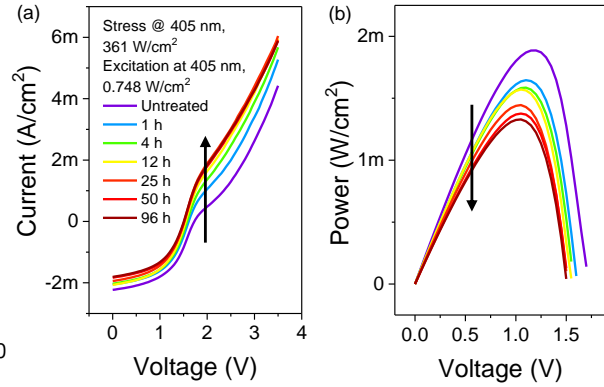 (a)
Stress @ 405 nm,
361 W/cm²
Excitation at 405 nm,
0.748 W/cm²
Untreated
1 h
4 h
12 h
25 h
50 h
96 h
6m
4m
2m
0
-2m
Current (A/cm²)
0 1 2 3 4
Voltage (V)
0
(b)
2m
1m
0
Power (W/cm²)
0.0 0.5 1.0 1.5
Voltage (V)